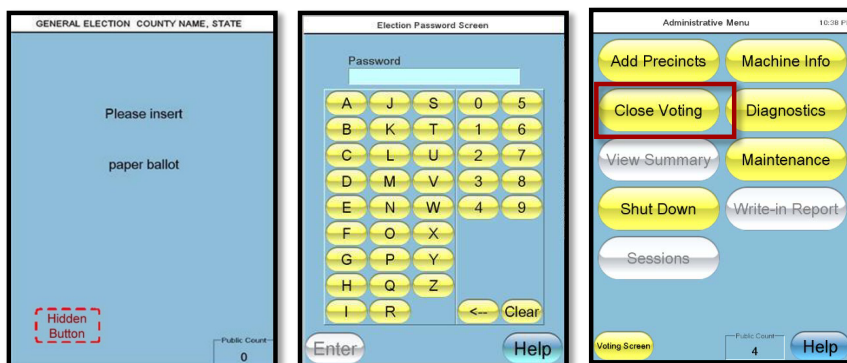 GENERAL ELECTION COUNTY NAME, STATE
Please insert
paper ballot
Hidden
Button
Public Count
0
Election Password Screen
Password
A J S 0 5
B K T 1 6
C L U 2 7
D M V 3 8
E N W 4 9
F O X
G P Y
H Q Z
I R <-- Clear
Enter Help
Administrative Menu 10:38
Add Precincts Machine Info
Close Voting Diagnostics
View Summary Maintenance
Shut Down Write-in Report
Sessions
Voting Screen
Public Count
4
Help